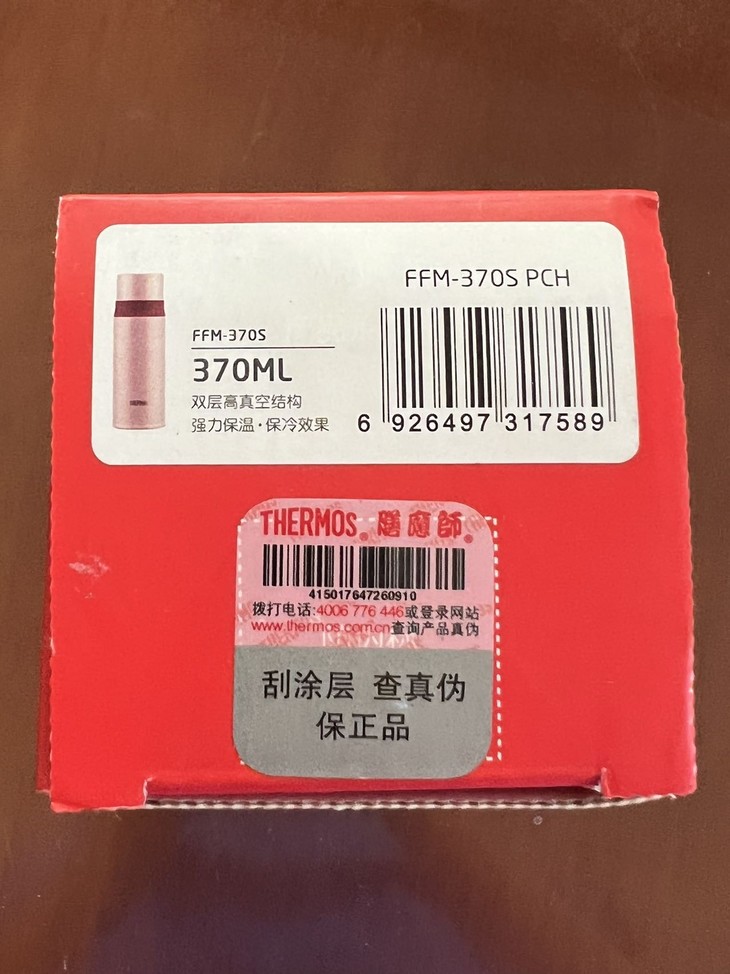 FFM-370S PCH
FFM-370S
370ML
双层高真空结构
强力保温·保冷效果
6 926497 317589
THERMOS® 膳魔師®
415017647260910
拨打电话:4006 776 446或登录网站
www.thermos.com.cn查询产品真伪
刮涂层 查真伪
保正品